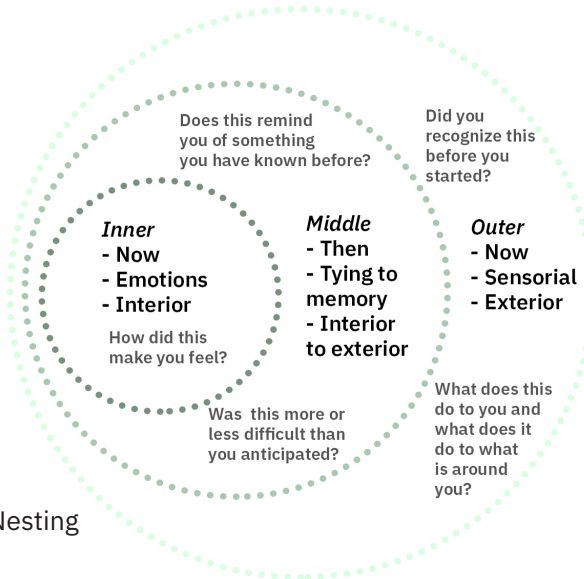 Does this remind
you of something
you have known before?
Did you
recognize this
before you
started?
Inner
- Now
- Emotions
- Interior
How did this
make you feel?
Middle
- Then
- Tying to
memory
- Interior
to exterior
Outer
- Now
- Sensorial
- Exterior
Was  this more or
less difficult than
you anticipated?
What does this
do to you and
what does it
do to what
is around
you?
Nesting